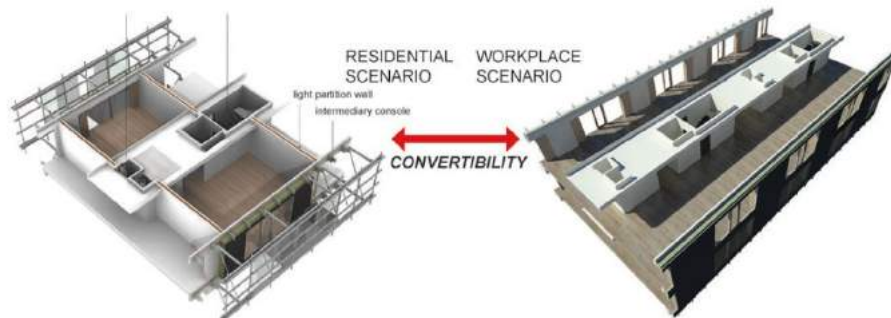 RESIDENTIAL
SCENARIO
WORKPLACE
SCENARIO
light partition wall
intermediary console
CONVERTIBILITY